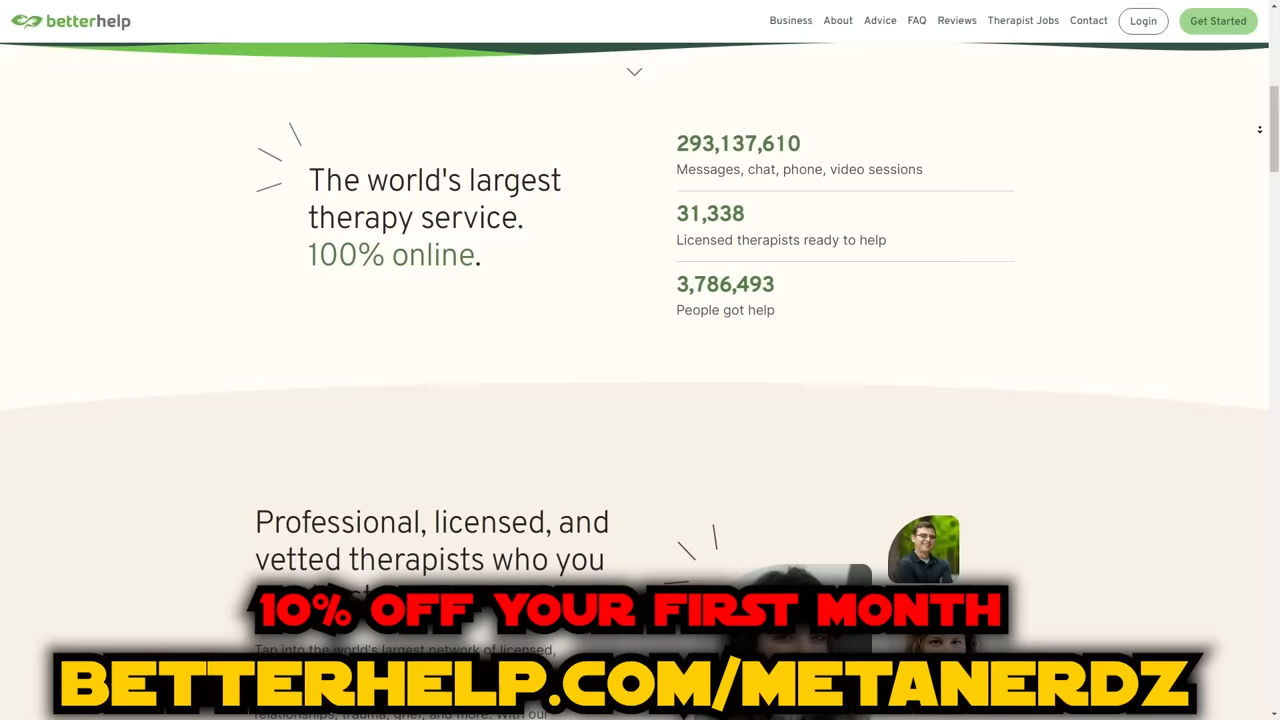 betterhelp
Business About Advice FAQ Reviews Therapist Jobs Contact Login Get Started
The world's largest
therapy service.
100% online.
293,137,610
Messages, chat, phone, video sessions
31,338
Licensed therapists ready to help
3,786,493
People got help
Professional, licensed, and
vetted therapists who you
10% OFF YOUR FIRST MONTH
Tap into the world's largest network of licensed,
BETTERHELP.COM/METANERDZ